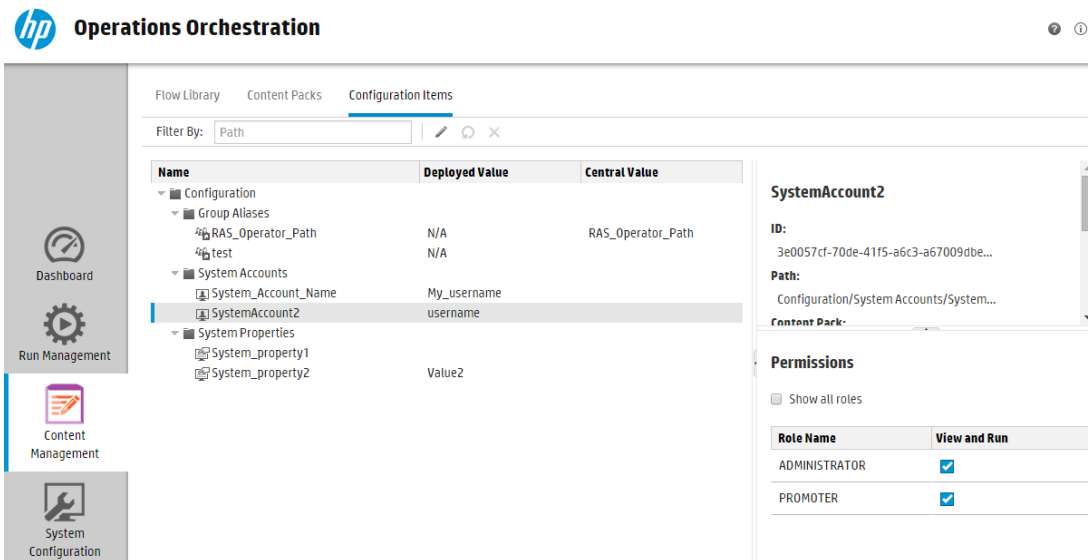 hp Operations Orchestration
Flow Library Content Packs Configuration Items
Filter By: Path
Name Deployed Value Central Value
Configuration
Group Aliases
RAS_Operator_Path N/A RAS_Operator_Path
test N/A
System Accounts
System_Account_Name My_username
SystemAccount2 username
System Properties
System_property1
System_property2 Value2
Dashboard
Run Management
Content
Management
System
Configuration
SystemAccount2
ID:
3e0057cf-70de-41f5-a6c3-a67009dbe...
Path:
Configuration/System Accounts/System...
Content Pack:
Permissions
Show all roles
Role Name View and Run
ADMINISTRATOR
PROMOTER